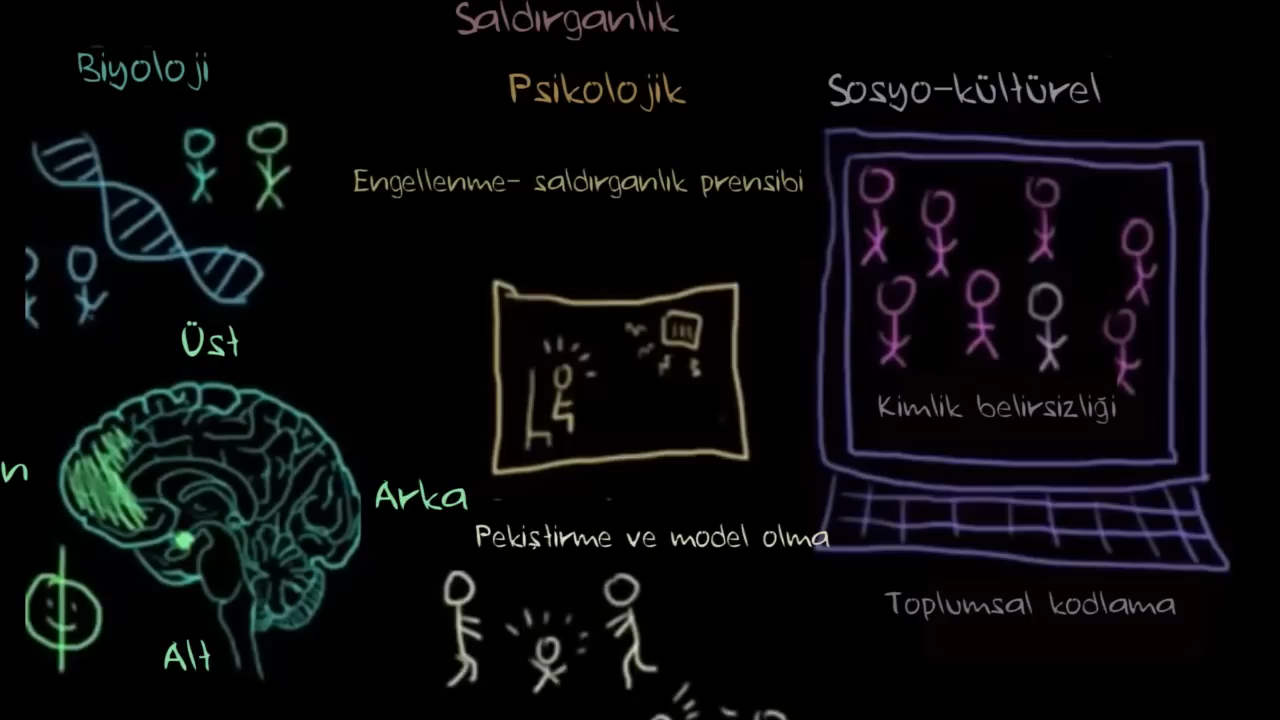 Saldırganlık
Biyoloji
Psikolojik
Sosyo-kültürel
Engellenme- saldırganlık prensibi
Üst
Kimlik belirsizliği
n
Arka
Pekiştirme ve model olma
Toplumsal kodlama
Alt